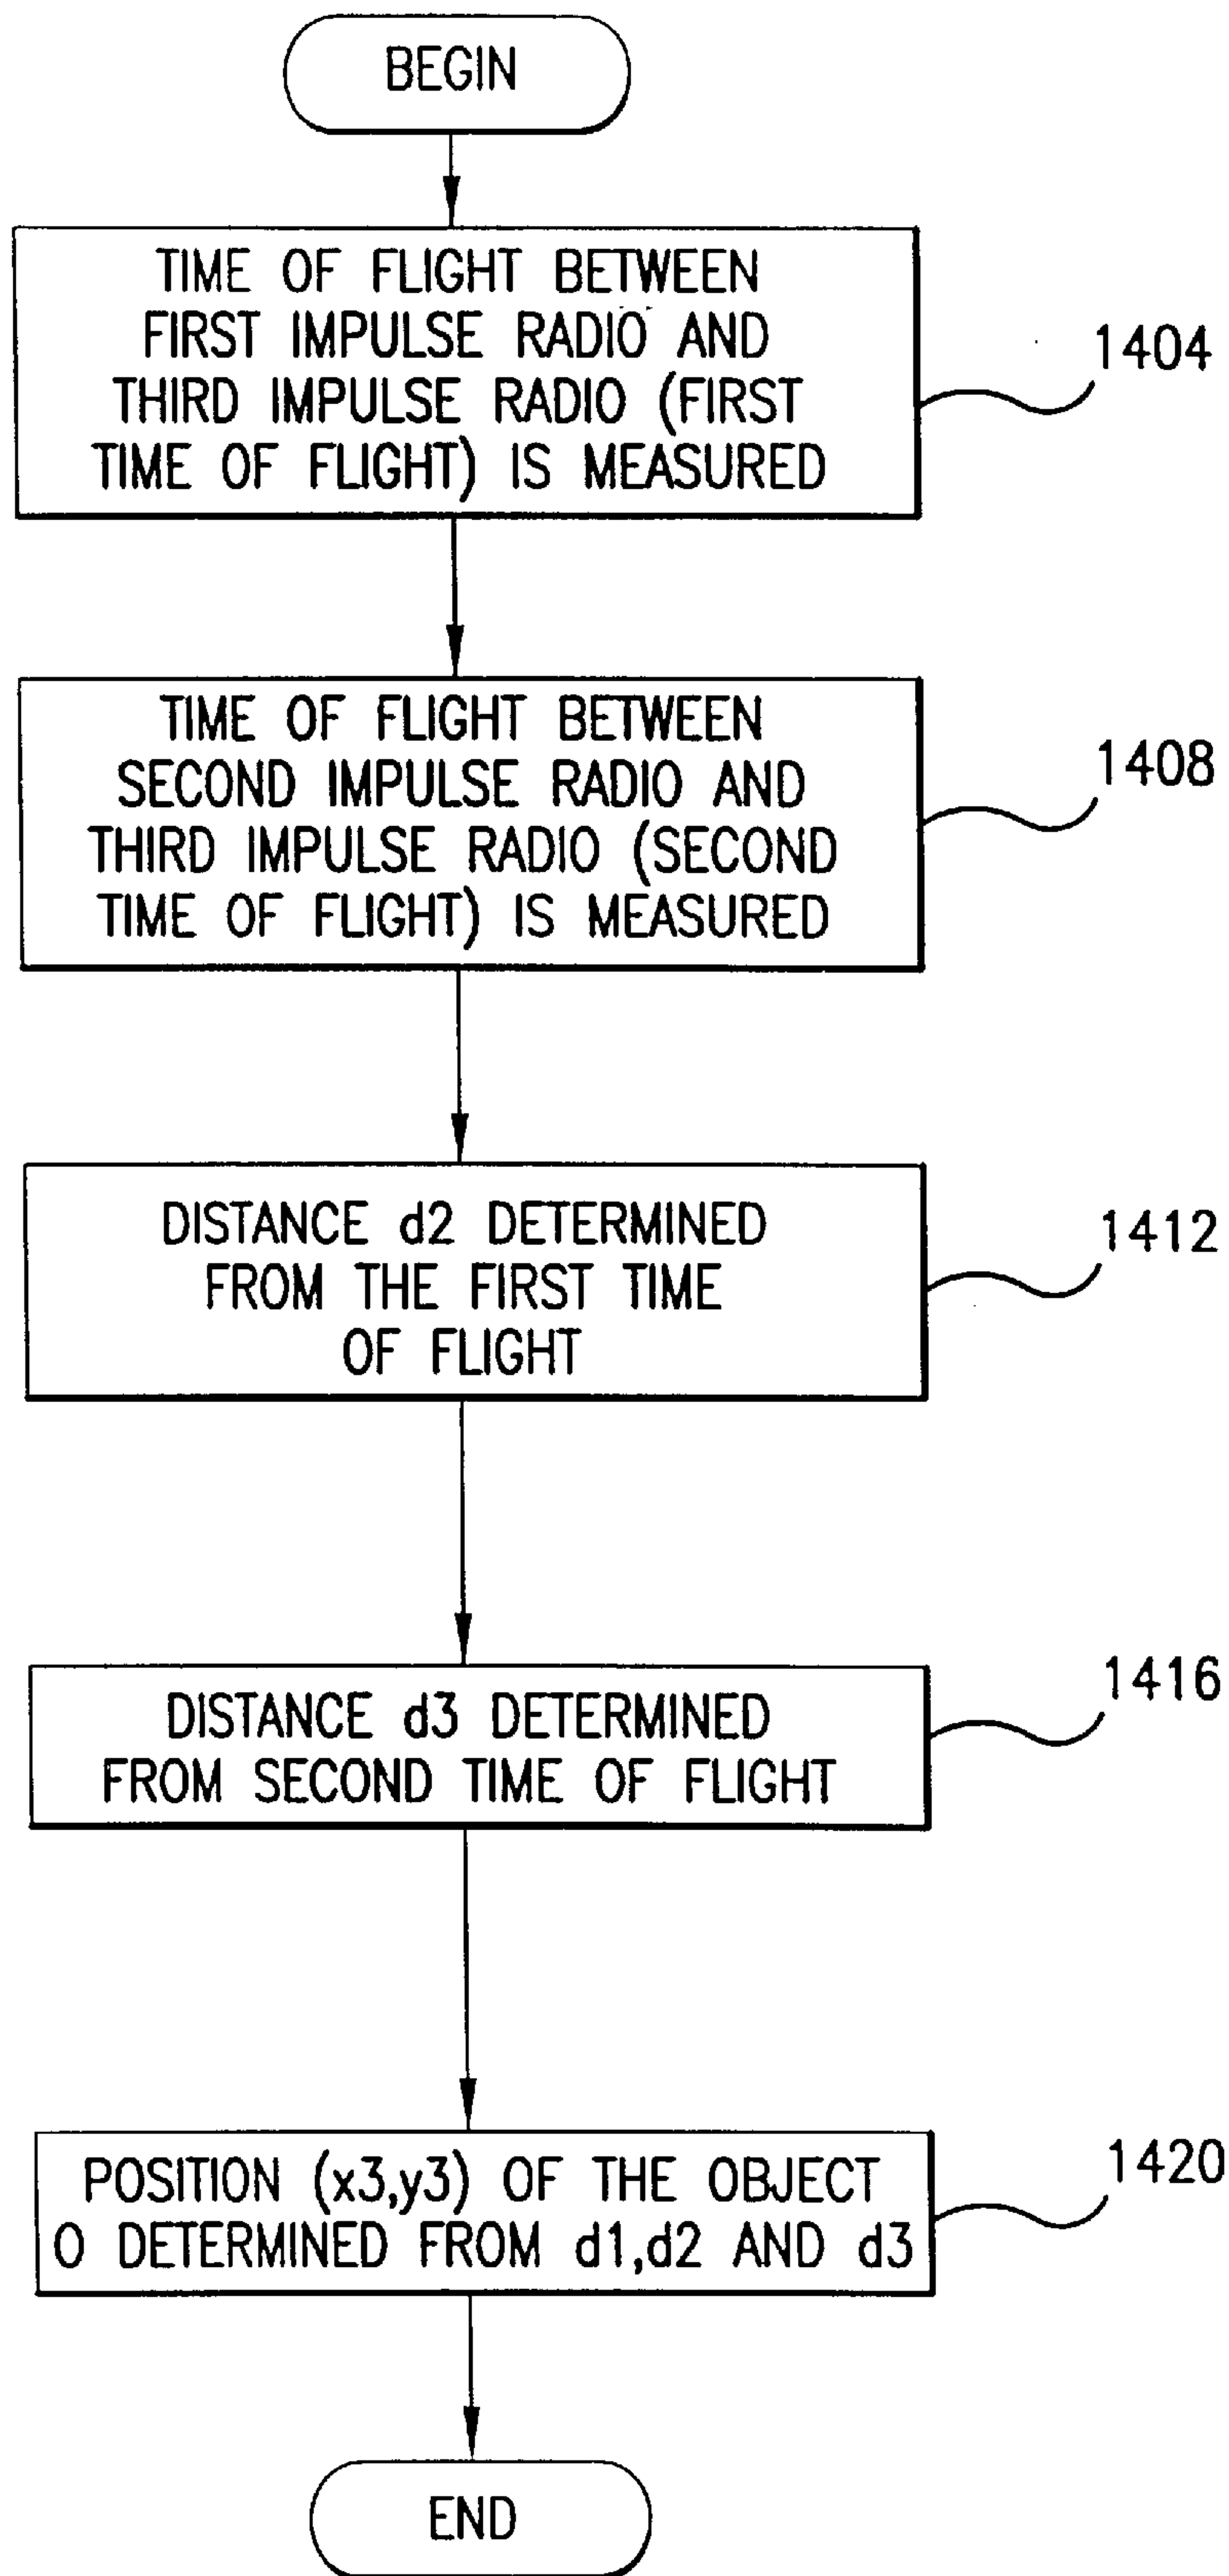 BEGIN
TIME OF FLIGHT BETWEEN
FIRST IMPULSE RADIO AND
THIRD IMPULSE RADIO (FIRST
TIME OF FLIGHT) IS MEASURED
1404
TIME OF FLIGHT BETWEEN
SECOND IMPULSE RADIO AND
THIRD IMPULSE RADIO (SECOND
TIME OF FLIGHT) IS MEASURED
1408
DISTANCE d2 DETERMINED
FROM THE FIRST TIME
OF FLIGHT
1412
DISTANCE d3 DETERMINED
FROM SECOND TIME OF FLIGHT
1416
POSITION (x3,y3) OF THE OBJECT
O DETERMINED FROM d1,d2 AND d3
1420
END